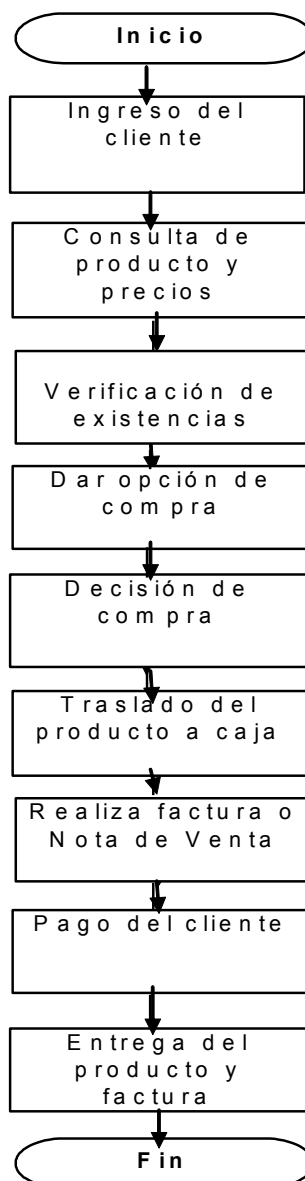 Inicio
Ingreso del
cliente
Consulta de
producto y
precios
Verificación de
existencias
Dar opción de
compra
Decisión de
compra
Traslado del
producto a caja
Realiza factura o
Nota de Venta
Pago del cliente
Entrega del
producto y
factura
Fin